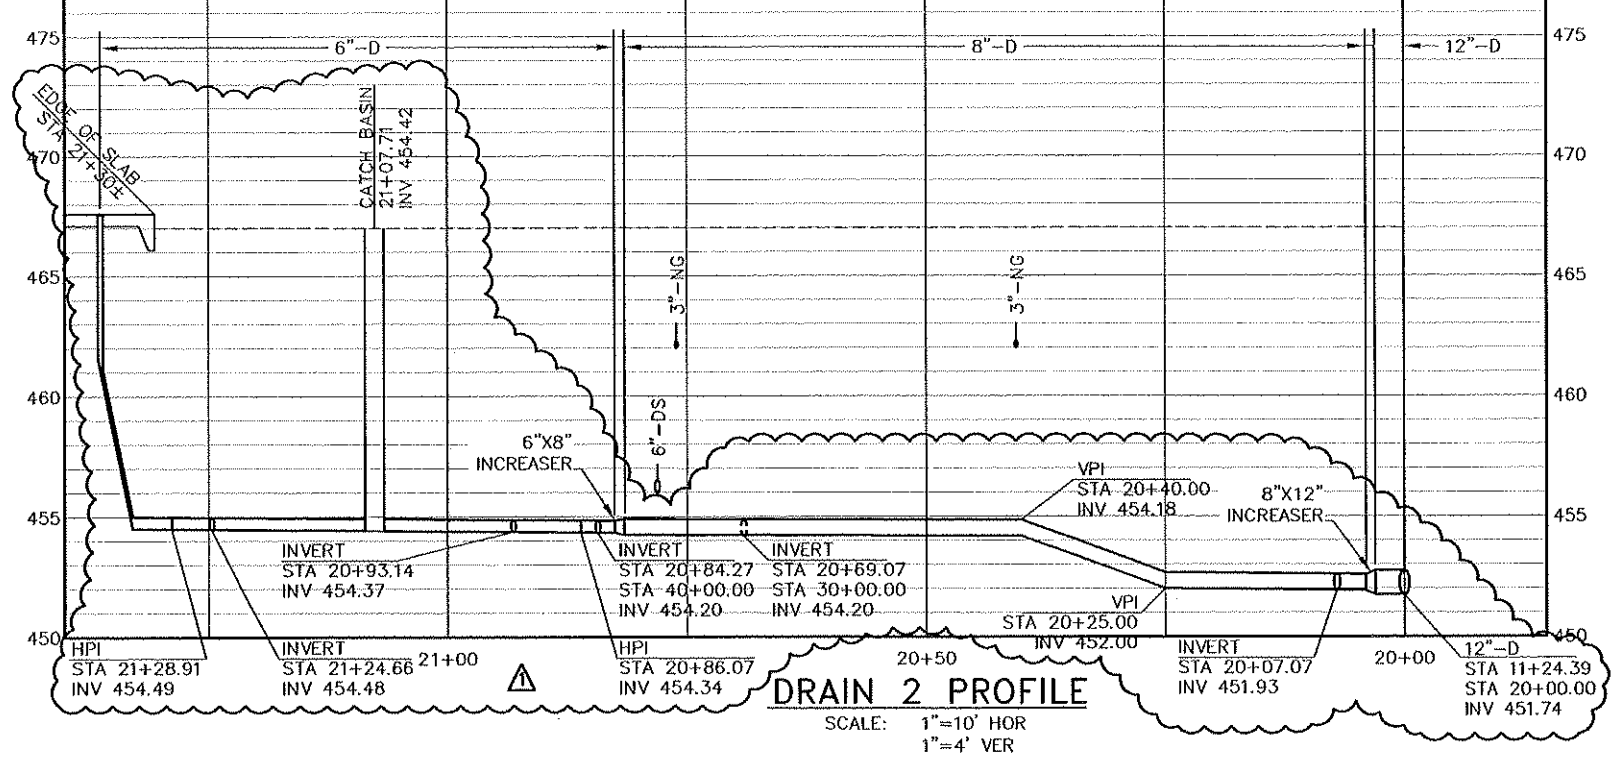 475
6"-D
8"-D
12"-D
475
EDGE OF SLAB
STA 21+30±
CATCH BASIN
21+07.71
INV 454.42
470
470
465
3"-NG
3"-NG
465
460
6"-DS
460
6"X8"
INCREASER
VPI
STA 20+40.00
INV 454.18
8"X12"
INCREASER
455
455
INVERT
STA 20+93.14
INV 454.37
INVERT
STA 20+84.27
STA 40+00.00
INV 454.20
INVERT
STA 20+69.07
STA 30+00.00
INV 454.20
VPI
STA 20+25.00
INV 452.00
450
450
HPI
STA 21+28.91
INV 454.49
INVERT
STA 21+24.66
INV 454.48
21+00
1
HPI
STA 20+86.07
INV 454.34
20+50
INVERT
STA 20+07.07
INV 451.93
20+00
12"-D
STA 11+24.39
STA 20+00.00
INV 451.74
DRAIN 2 PROFILE
SCALE: 1"=10' HOR
1"=4' VER